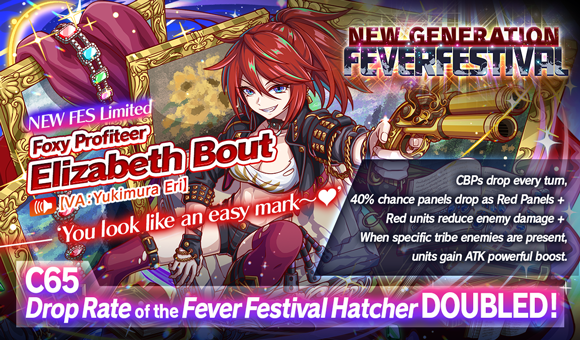 NEW GENERATION
FEVERFESTIVAL
NEW FES Limited
Foxy Profiteer
Elizabeth Bout
[VA:Yukimura Eri]
You look like an easy mark~♥
CBPs drop every turn,
40% chance panels drop as Red Panels +
Red units reduce enemy damage +
When specific tribe enemies are present,
units gain ATK powerful boost.
C65
Drop Rate of the Fever Festival Hatcher DOUBLED!